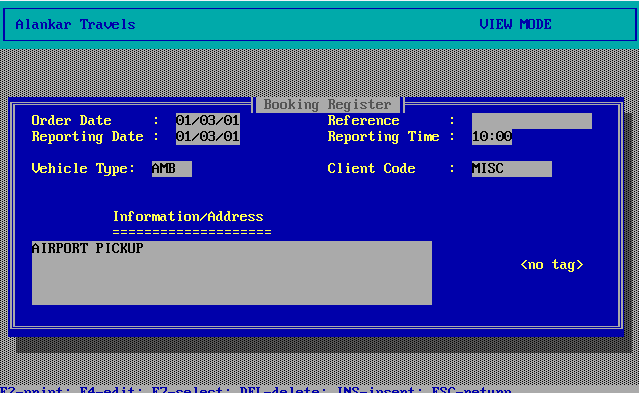 Alankar Travels VIEW MODE
Booking Register
Order Date : 01/03/01 Reference :
Reporting Date : 01/03/01 Reporting Time : 10:00
Vehicle Type: AMB Client Code : MISC
Information/Address
====================
AIRPORT PICKUP
<no tag>
F2-print; F4-edit; F7-select; DEL-delete; INS-insert; ESC-return